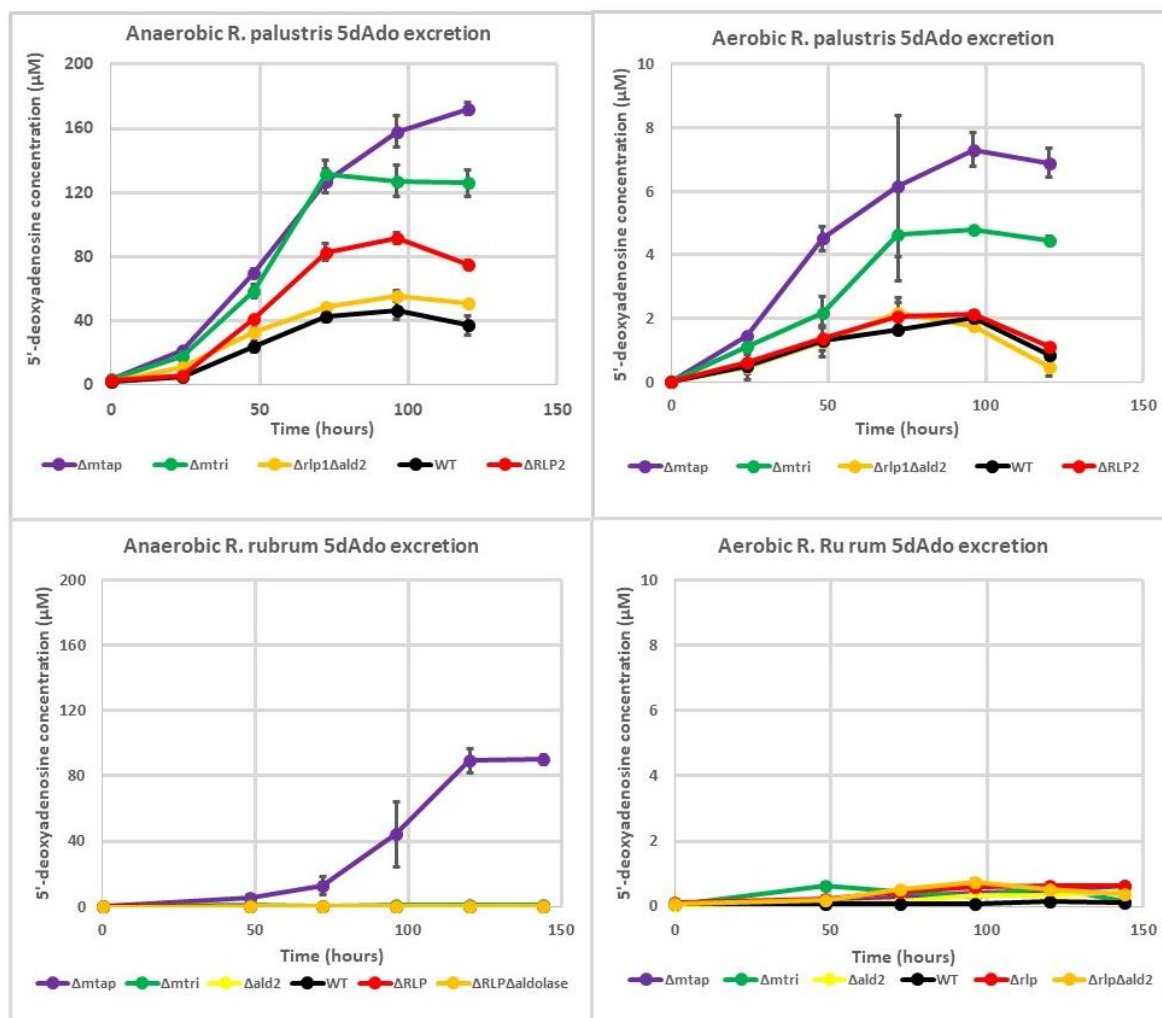 Anaerobic R. palustris 5dAdo excretion
5'-deoxyadenosine concentration (µM)
200
160
120
80
40
0
0 50 100 150
Time (hours)
Δmtap Δmtri Δrlp1Δald2 WT ΔRLP2
Aerobic R. palustris 5dAdo excretion
5'-deoxyadenosine concentration (µM)
10
8
6
4
2
0
0 50 100 150
Time (hours)
Δmtap Δmtri Δrlp1Δald2 WT ΔRLP2
Anaerobic R. rubrum 5dAdo excretion
5'-deoxyadenosine concentration (µM)
200
160
120
80
40
0
0 50 100 150
Time (hours)
Δmtap Δmtri Δald2 WT ΔRLP ΔRLPΔaldolase
Aerobic R. Ru rum 5dAdo excretion
5'-deoxyadenosine concentration (µM)
10
8
6
4
2
0
0 50 100 150
Time (hours)
Δmtap Δmtri Δald2 WT Δrlp ΔrlpΔald2